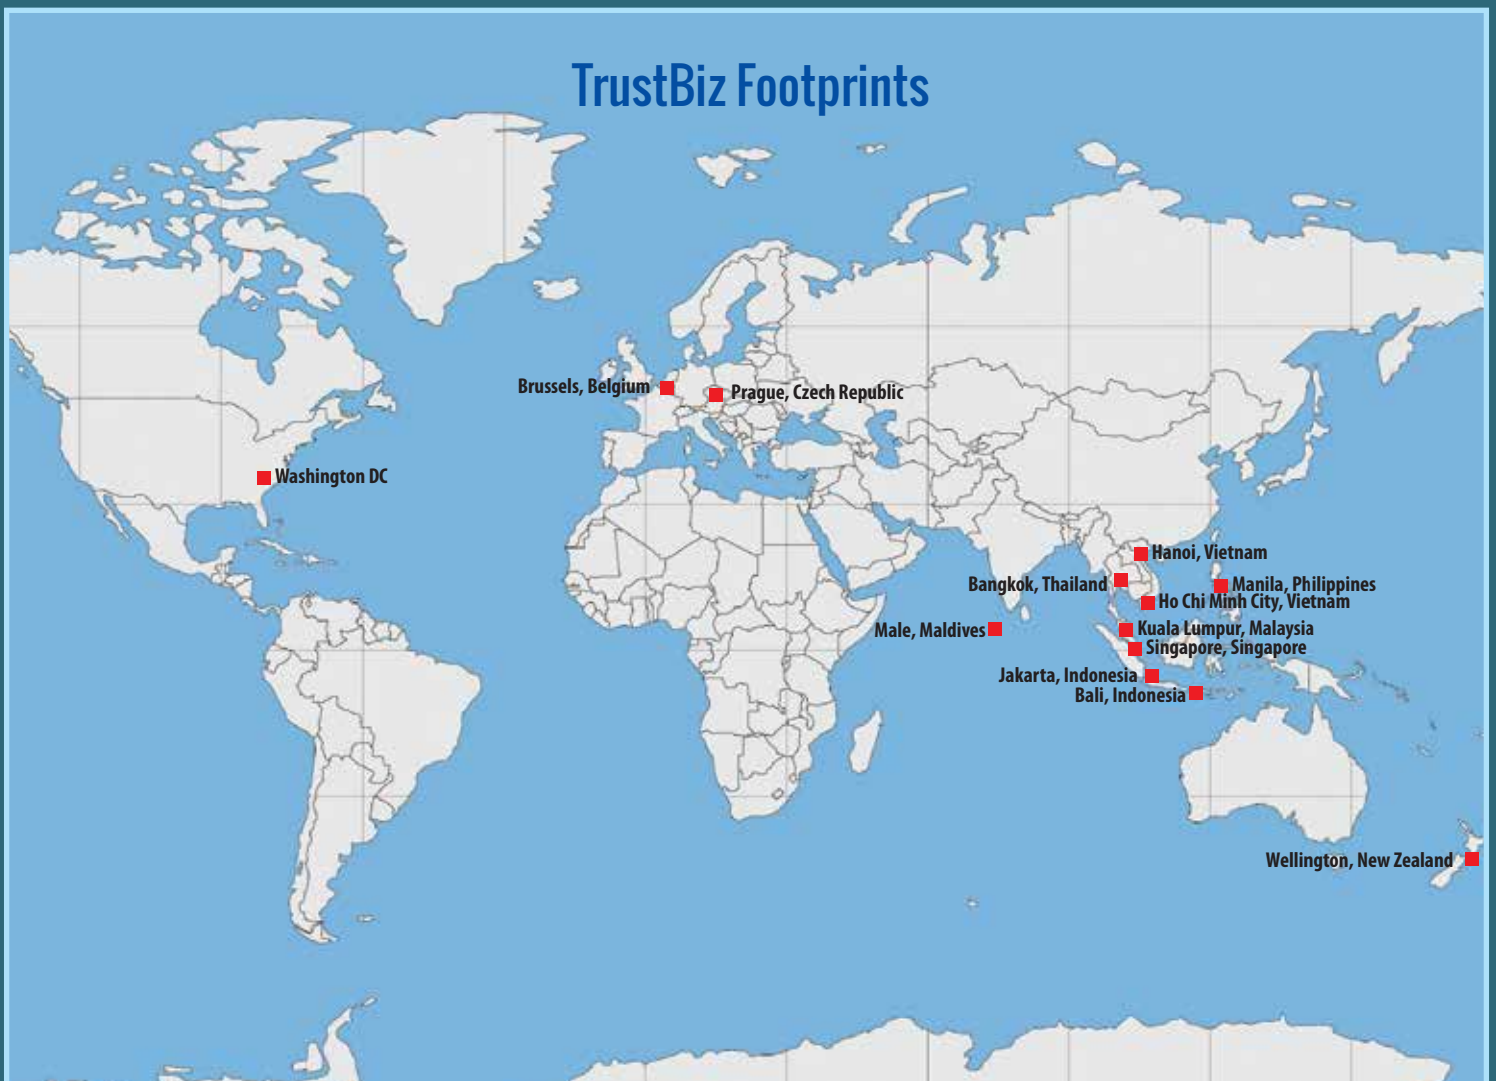 TrustBiz Footprints
Brussels, Belgium
Prague, Czech Republic
Washington DC
Hanoi, Vietnam
Bangkok, Thailand
Manila, Philippines
Ho Chi Minh City, Vietnam
Male, Maldives
Kuala Lumpur, Malaysia
Singapore, Singapore
Jakarta, Indonesia
Bali, Indonesia
Wellington, New Zealand